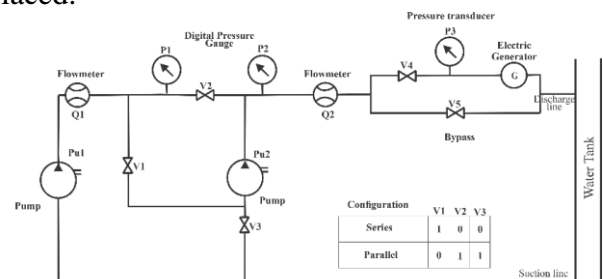 placed.
Pressure transducer
P3
Digital Pressure
Gauge
P1
P2
Electric
Generator
Flowmeter
V2
Flowmeter
V4
G
Q1
Q2
V5
Discharge
line
Bypass
Pu1
V1
Pu2
Pump
Pump
V3
Configuration V1 V2 V3
Series 1 0 0
Parallel 0 1 1
Water Tank
Suction line